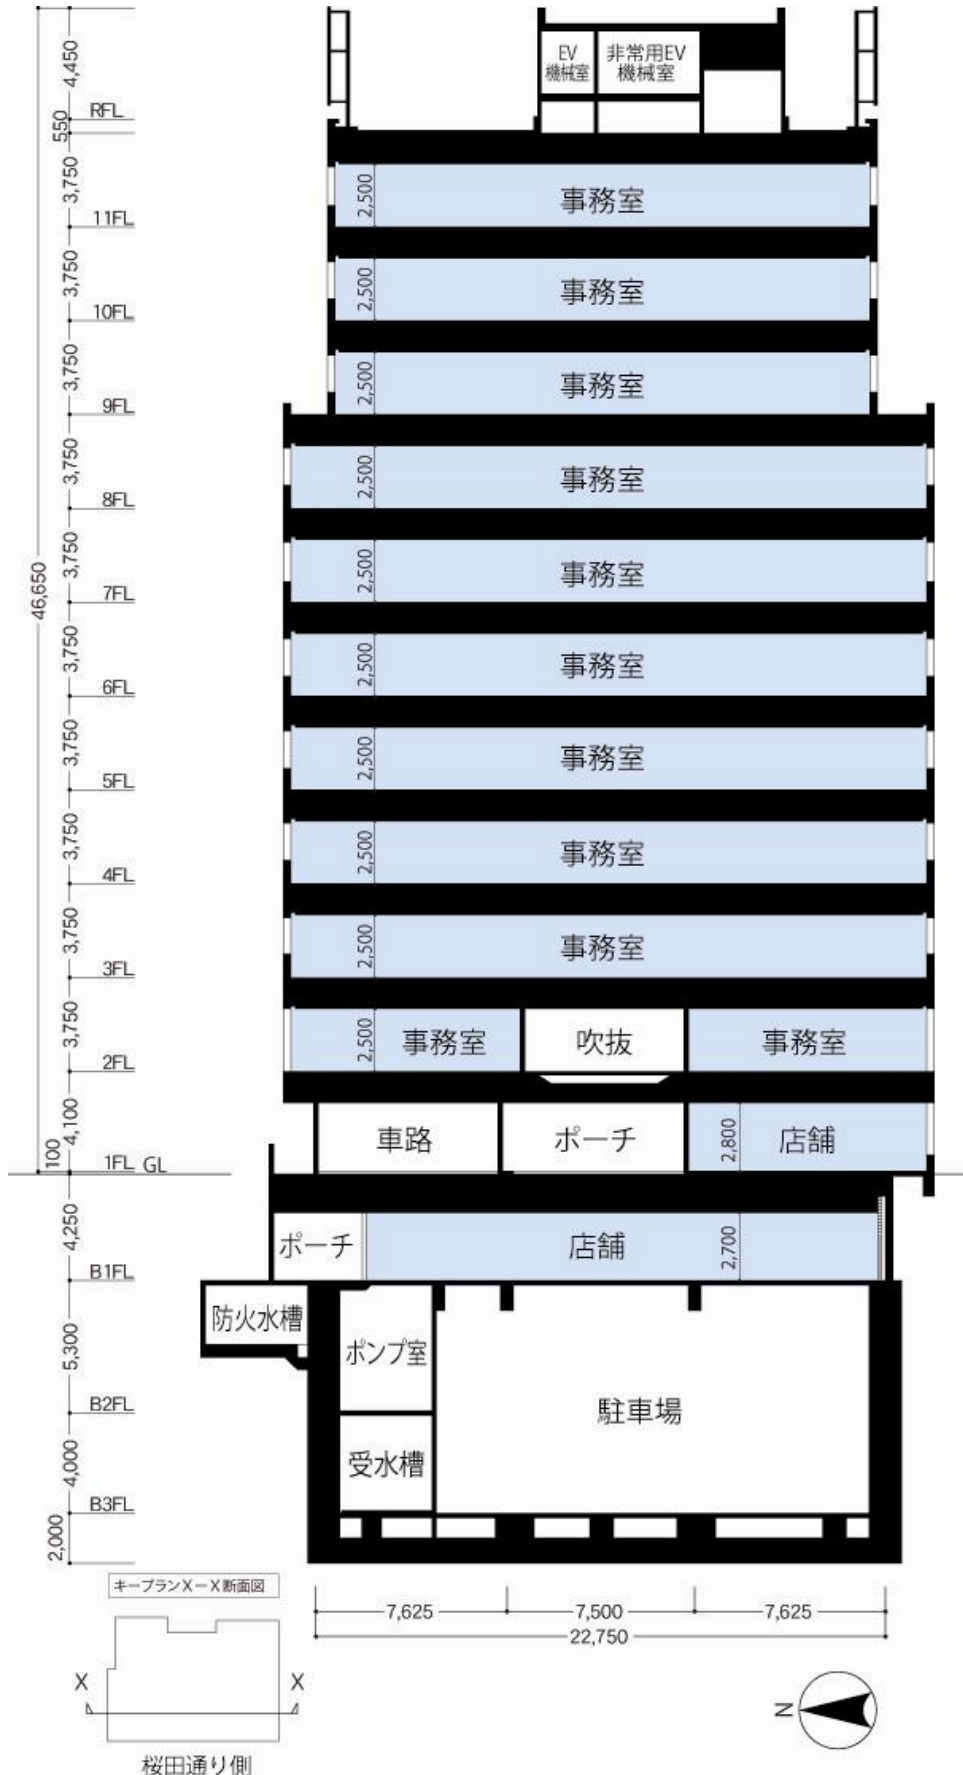 4,450
EV
機械室
非常用EV
機械室
RFL
550
3,750
2,500
事務室
11FL
3,750
2,500
事務室
10FL
3,750
2,500
事務室
9FL
3,750
2,500
事務室
8FL
3,750
2,500
事務室
7FL
46,650
3,750
2,500
事務室
6FL
3,750
2,500
事務室
5FL
3,750
2,500
事務室
4FL
3,750
2,500
事務室
3FL
3,750
2,500
事務室
吹抜
事務室
2FL
4,100
車路
ポーチ
2,800
店舗
100
1FL GL
4,250
ポーチ
店舗
2,700
B1FL
防火水槽
5,300
ポンプ室
B2FL
駐車場
4,000
受水槽
B3FL
2,000
キープランX－X断面図
7,625
7,500
7,625
22,750
X
X
N
桜田通り側